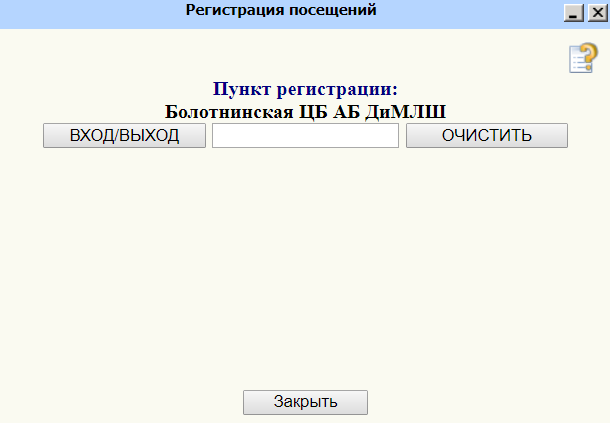 Регистрация посещений
Пункт регистрации:
Болотнинская ЦБ АБ ДиМЛШ
ВХОД/ВЫХОД ОЧИСТИТЬ
Закрыть